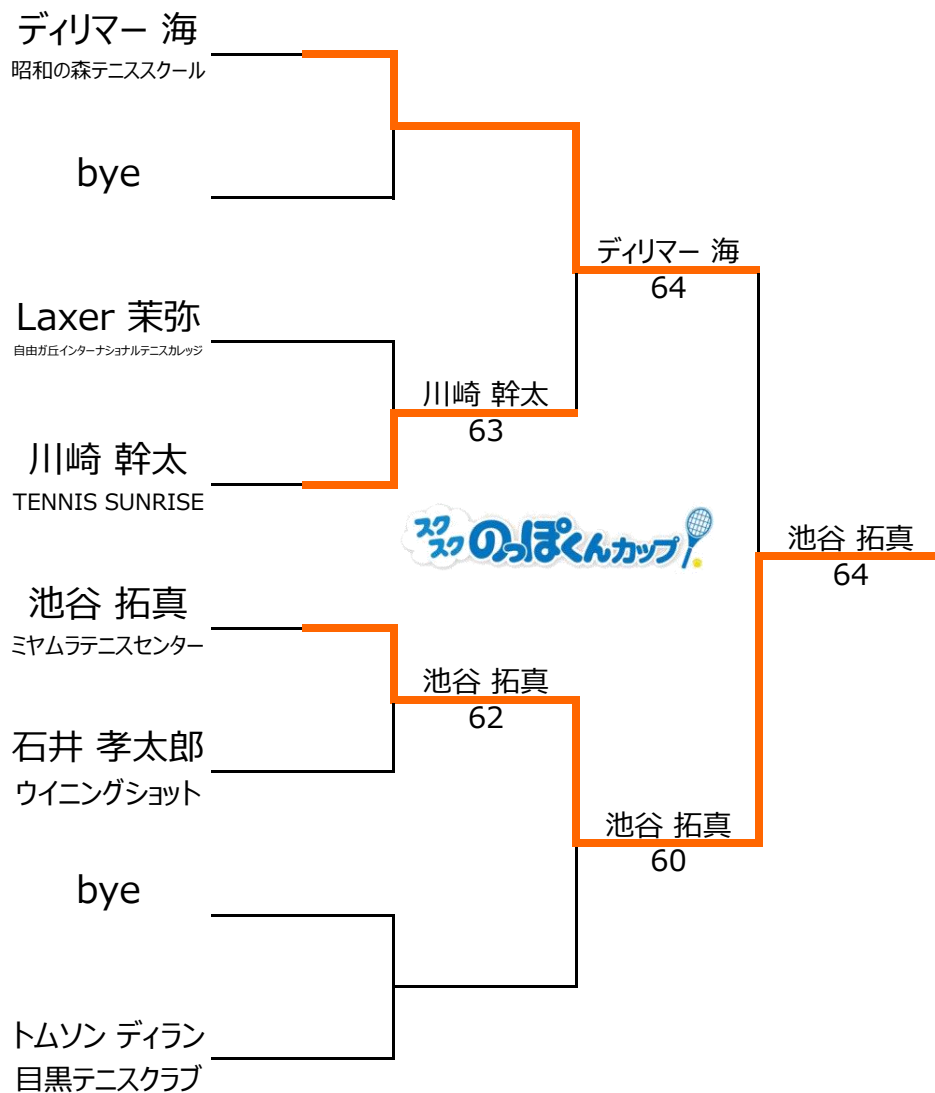 ディリマー 海
昭和の森テニススクール
bye
ディリマー 海
64
Laxer 茉弥
自由ガ丘インターナショナルテニスカレッジ
川崎 幹太
63
川崎 幹太
TENNIS SUNRISE
スクスク のっぽくんカップ
池谷 拓真
64
池谷 拓真
ミヤムラテニスセンター
池谷 拓真
62
石井 孝太郎
ウイニングショット
池谷 拓真
60
bye
トムソン ディラン
目黒テニスクラブ